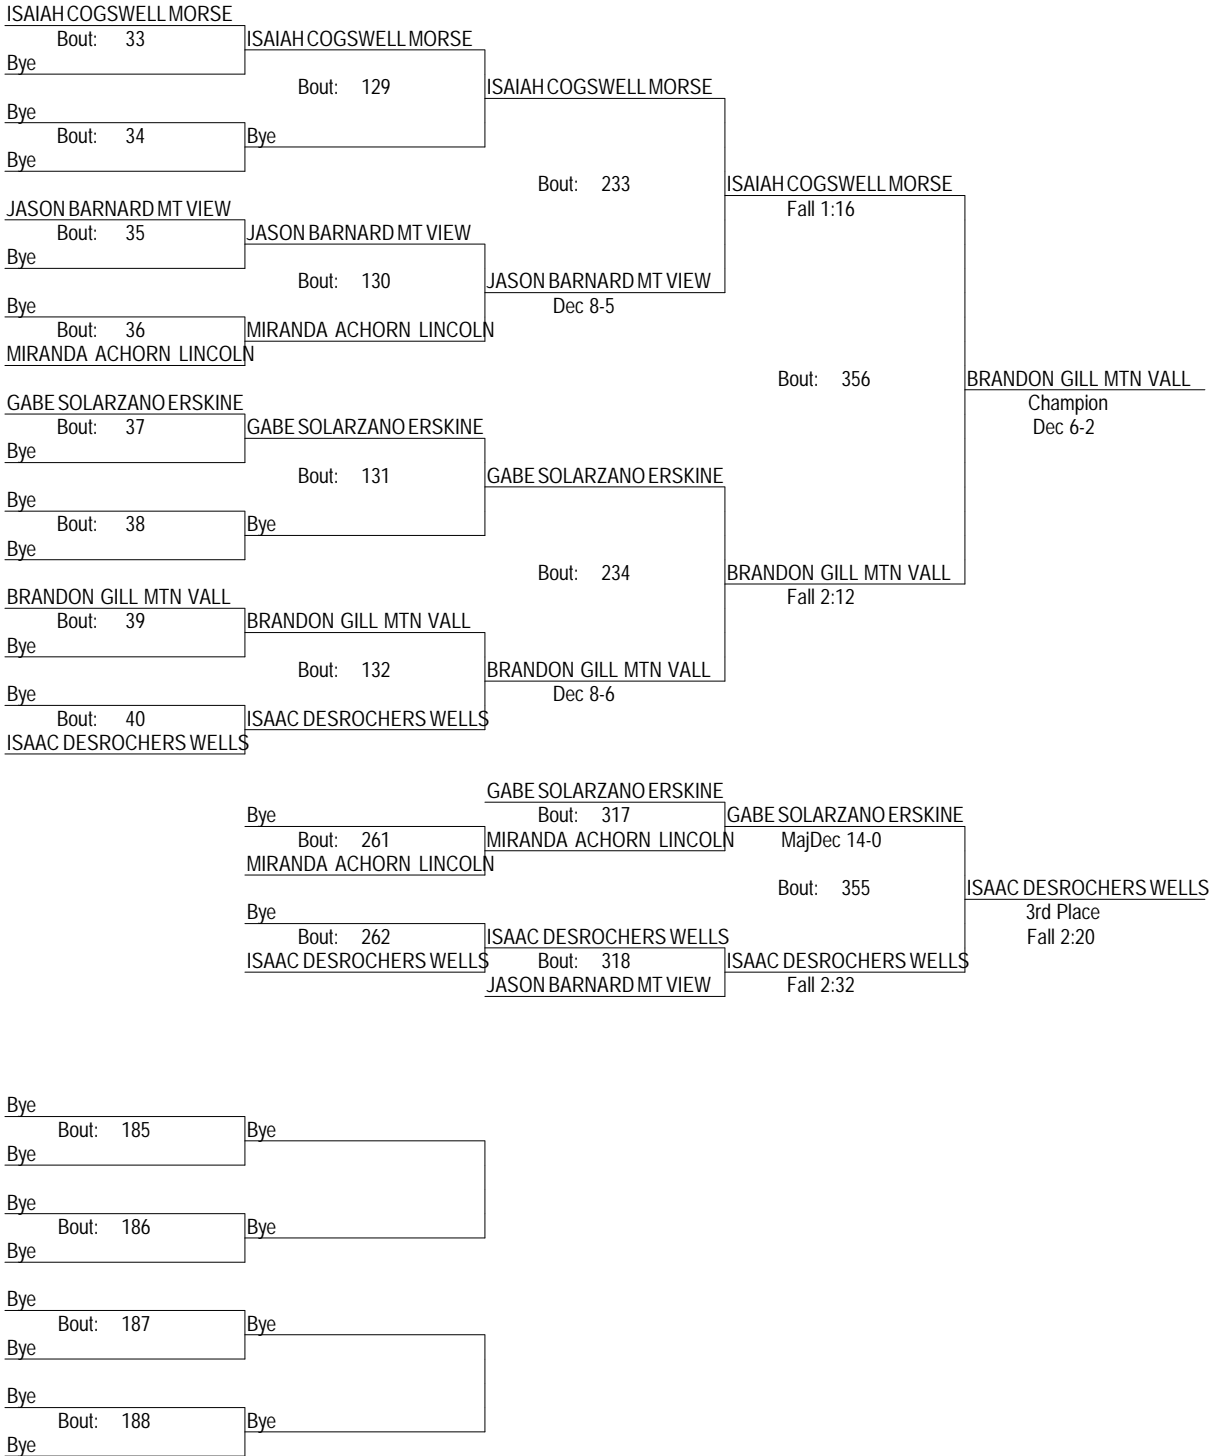 ISAIAH COGSWELL MORSE
Bout: 33 ISAIAH COGSWELL MORSE
Bye
Bout: 129 ISAIAH COGSWELL MORSE
Bye
Bout: 34 Bye
Bye
Bout: 233 ISAIAH COGSWELL MORSE
JASON BARNARD MT VIEW Fall 1:16
Bout: 35 JASON BARNARD MT VIEW
Bye
Bout: 130 JASON BARNARD MT VIEW
Bye Dec 8-5
Bout: 36 MIRANDA ACHORN LINCOLN
MIRANDA ACHORN LINCOLN
Bout: 356 BRANDON GILL MTN VALL
GABE SOLARZANO ERSKINE Champion
Bout: 37 GABE SOLARZANO ERSKINE Dec 6-2
Bye
Bout: 131 GABE SOLARZANO ERSKINE
Bye
Bout: 38 Bye
Bye
Bout: 234 BRANDON GILL MTN VALL
BRANDON GILL MTN VALL Fall 2:12
Bout: 39 BRANDON GILL MTN VALL
Bye
Bout: 132 BRANDON GILL MTN VALL
Bye Dec 8-6
Bout: 40 ISAAC DESROCHERS WELLS
ISAAC DESROCHERS WELLS
GABE SOLARZANO ERSKINE
Bye Bout: 317 GABE SOLARZANO ERSKINE
Bout: 261 MIRANDA ACHORN LINCOLN MajDec 14-0
MIRANDA ACHORN LINCOLN
Bout: 355 ISAAC DESROCHERS WELLS
Bye 3rd Place
Bout: 262 ISAAC DESROCHERS WELLS Fall 2:20
ISAAC DESROCHERS WELLS Bout: 318 ISAAC DESROCHERS WELLS
JASON BARNARD MT VIEW Fall 2:32
Bye
Bout: 185 Bye
Bye
Bye
Bout: 186 Bye
Bye
Bye
Bout: 187 Bye
Bye
Bye
Bout: 188 Bye
Bye